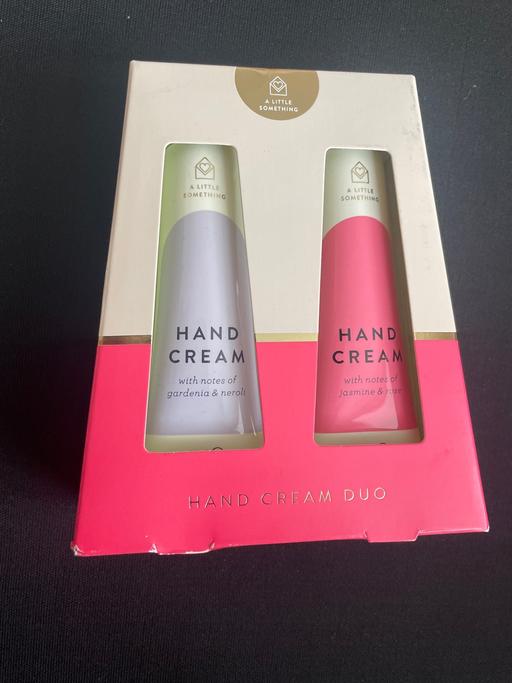 A LITTLE
SOMETHING
A LITTLE
SOMETHING
HAND
CREAM
with notes of
gardenia & neroli
A LITTLE
SOMETHING
HAND
CREAM
with notes of
jasmine & rose
HAND CREAM DUO